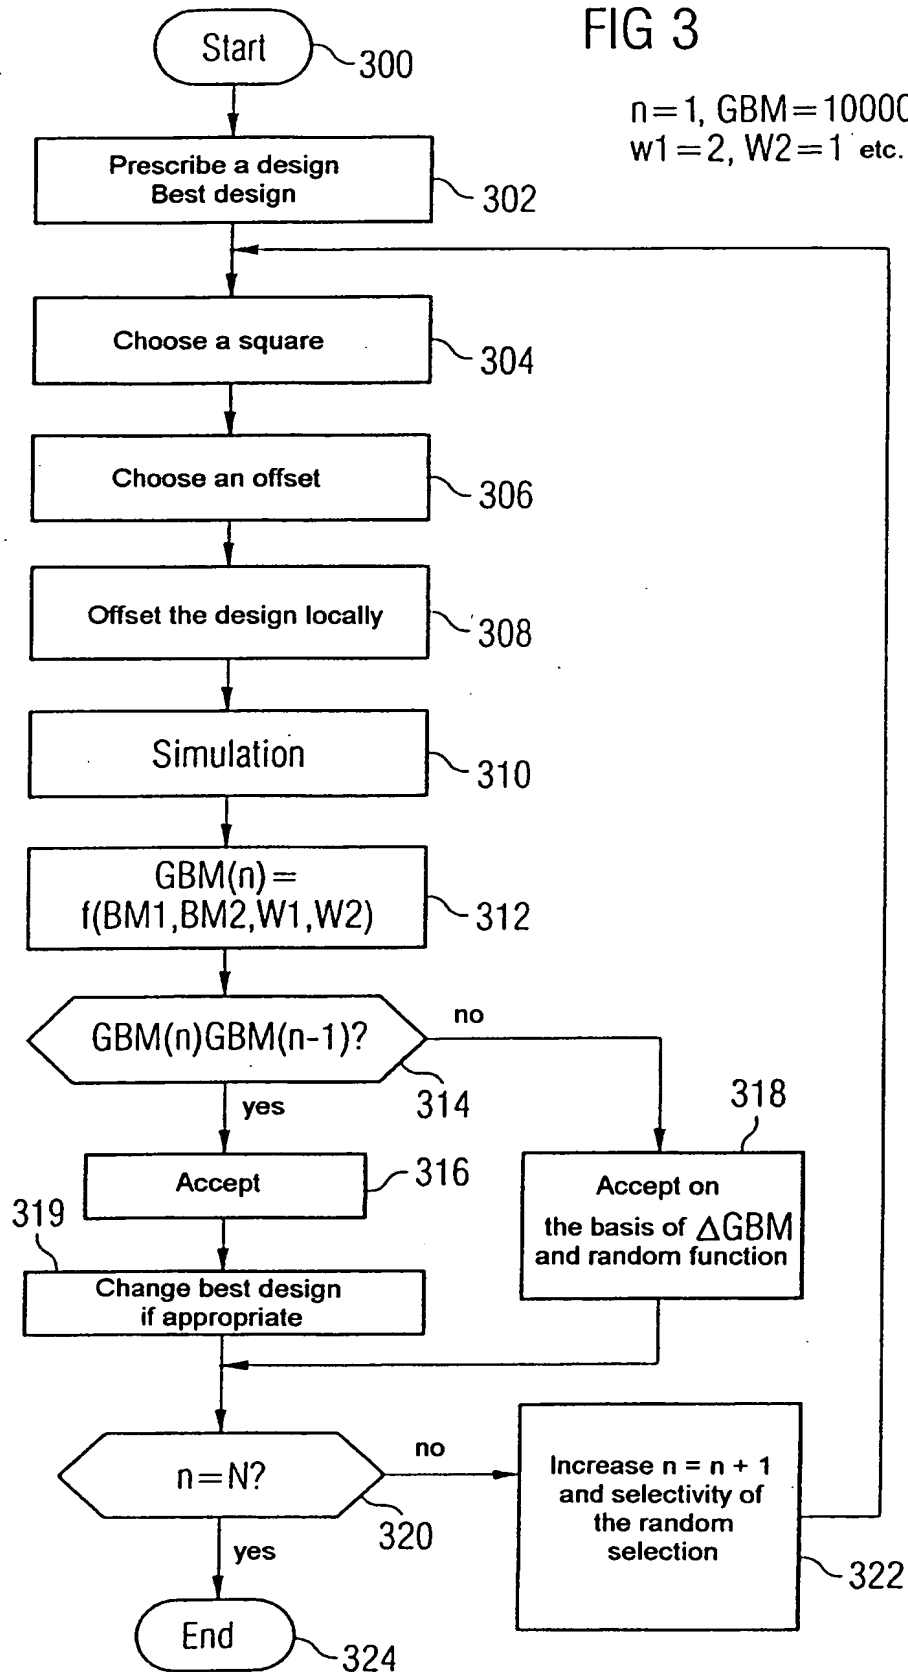 FIG 3
Start
300
n=1, GBM=10000
w1=2, W2=1 etc.
Prescribe a design
Best design
302
Choose a square
304
Choose an offset
306
Offset the design locally
308
Simulation
310
GBM(n)=
f(BM1,BM2,W1,W2)
312
GBM(n)GBM(n-1)?
314
no
yes
318
Accept
316
Accept on
the basis of ΔGBM
and random function
319
Change best design
if appropriate
n=N?
320
no
yes
Increase n = n + 1
and selectivity of
the random
selection
322
End
324